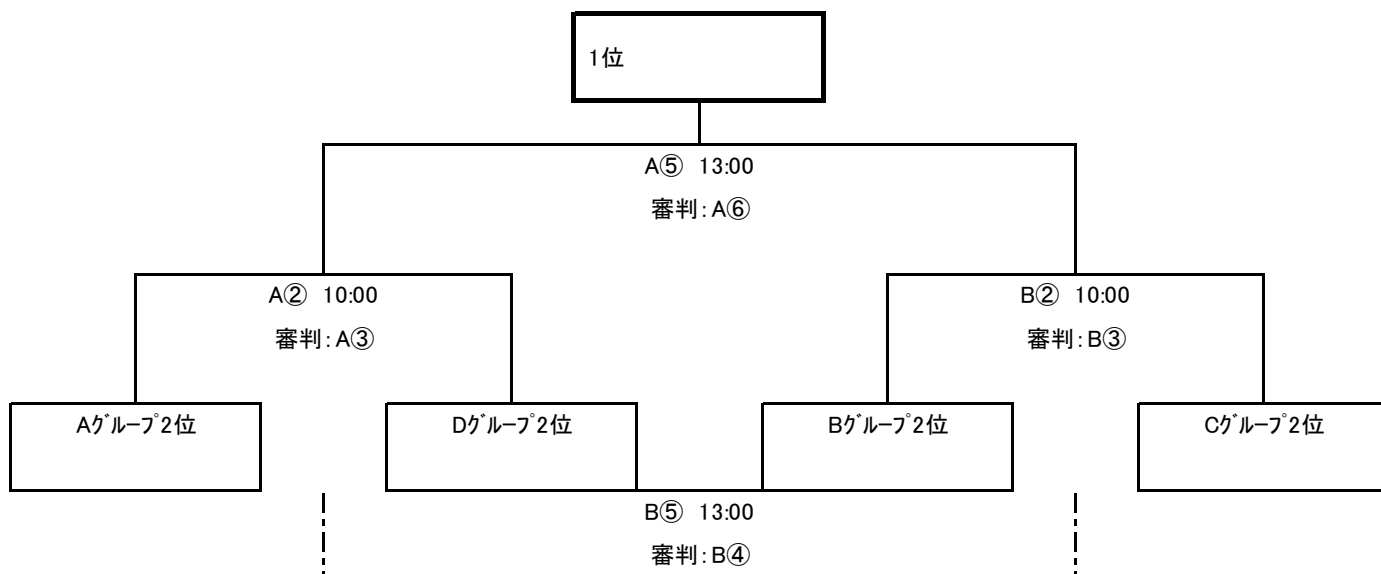 1位
A⑤ 13:00
審判:A⑥
A② 10:00
B② 10:00
審判:A③
審判:B③
Aグループ2位
Dグループ2位
Bグループ2位
Cグループ2位
B⑤ 13:00
審判:B④